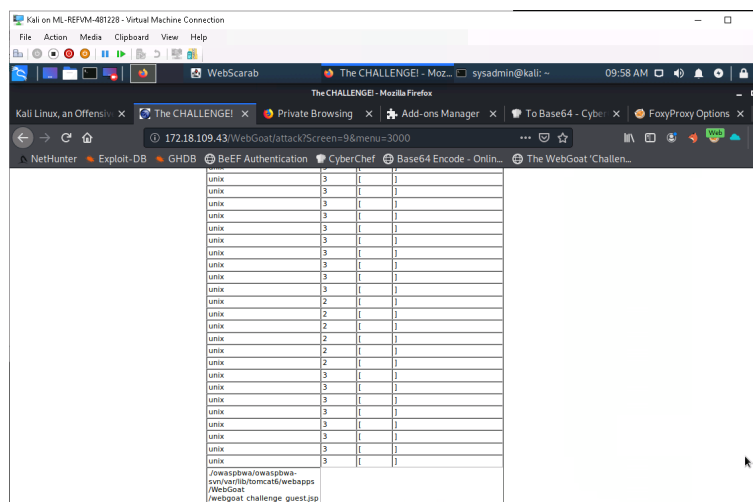 Kali on ML-REFVM-481228 - Virtual Machine Connection
File Action Media Clipboard View Help
WebScarab The CHALLENGE! - Moz... sysadmin@kali: ~ 09:58 AM
The CHALLENGE! - Mozilla Firefox
Kali Linux, an Offensiv The CHALLENGE! Private Browsing Add-ons Manager To Base64 - Cyber FoxyProxy Options
172.18.109.43/WebGoat/attack?Screen=9&menu=3000 Web
NetHunter Exploit-DB GHDB BeEF Authentication CyberChef Base64 Encode - Onlin... The WebGoat 'Challen...
unix 3 [ ]
unix 3 [ ]
unix 3 [ ]
unix 3 [ ]
unix 3 [ ]
unix 3 [ ]
unix 3 [ ]
unix 3 [ ]
unix 3 [ ]
unix 3 [ ]
unix 3 [ ]
unix 2 [ ]
unix 2 [ ]
unix 2 [ ]
unix 2 [ ]
unix 2 [ ]
unix 2 [ ]
unix 3 [ ]
unix 3 [ ]
unix 3 [ ]
unix 3 [ ]
unix 3 [ ]
unix 3 [ ]
unix 3 [ ]
unix 3 [ ]
./owaspbwa/owaspbwa-
svn/var/lib/tomcat6/webapps
/WebGoat
/webgoat_challenge_guest.jsp